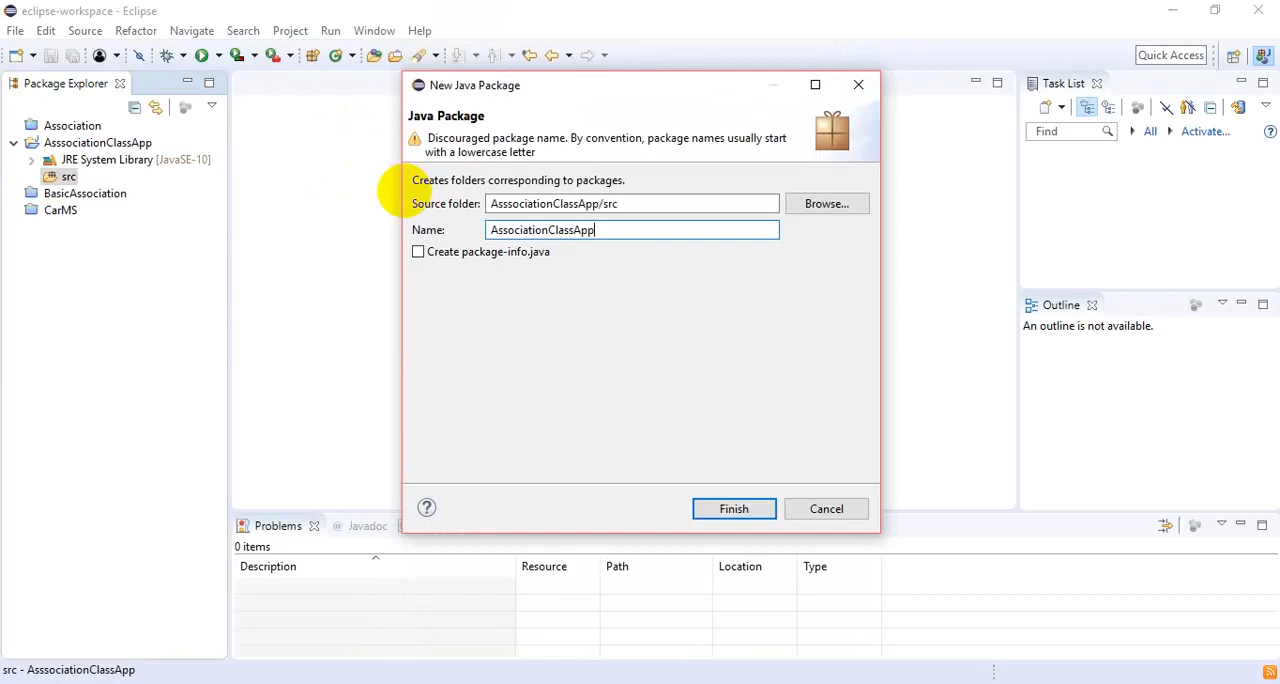 eclipse-workspace - Eclipse
File Edit Source Refactor Navigate Search Project Run Window Help
Quick Access
Package Explorer
Association
AsssociationClassApp
JRE System Library [JavaSE-10]
src
BasicAssociation
CarMS
New Java Package
Java Package
Discouraged package name. By convention, package names usually start
with a lowercase letter
Creates folders corresponding to packages.
Source folder: AsssociationClassApp/src Browse...
Name: AssociationClassApp
Create package-info.java
? Finish Cancel
Task List
Find All Activate... ?
Outline
An outline is not available.
Problems @ Javadoc
0 items
Description Resource Path Location Type
src - AsssociationClassApp